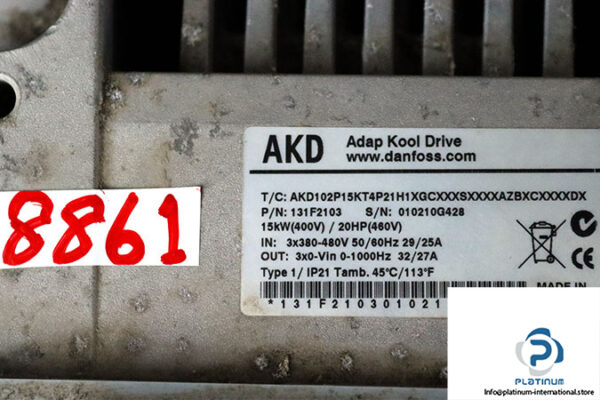 AKD Adap Kool Drive
www.danfoss.com
T/C: AKD102P15KT4P21H1XGCXXXSXXXXAZBXCXXXXDX
P/N: 131F2103 S/N: 010210G428
15kW(400V) / 20HP(460V)
IN: 3x380-480V 50/60Hz 29/25A
OUT: 3x0-Vin 0-1000Hz 32/27A
Type 1/ IP21 Tamb. 45°C/113°F
CE
MADE IN
*131F210301021
8861
PLATINUM
info@platinum-international.store